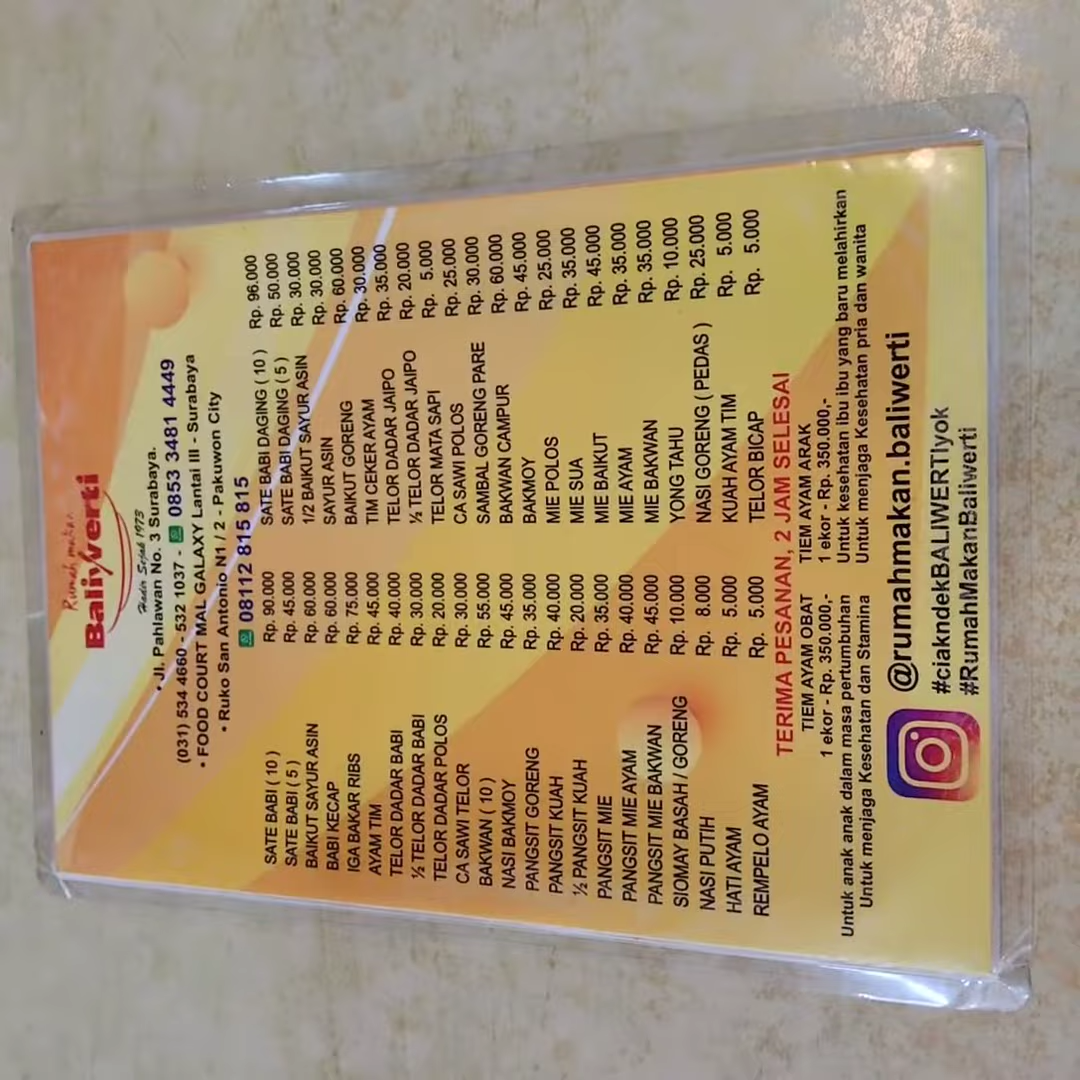 Rumah makan
Baliwerti
Hadir Sejak 1973
• Jl. Pahlawan No. 3 Surabaya.
(031) 534 4660 - 532 1037 - 0853 3481 4449
• FOOD COURT MAL GALAXY Lantai III - Surabaya
• Ruko San Antonio N1 / 2 - Pakuwon City
08112 815 815
SATE BABI ( 10 ) Rp. 90.000 SATE BABI DAGING ( 10 ) Rp. 96.000
SATE BABI ( 5 ) Rp. 45.000 SATE BABI DAGING ( 5 ) Rp. 50.000
BAIKUT SAYUR ASIN Rp. 60.000 1/2 BAIKUT SAYUR ASIN Rp. 30.000
BABI KECAP Rp. 60.000 SAYUR ASIN Rp. 30.000
IGA BAKAR RIBS Rp. 75.000 BAIKUT GORENG Rp. 60.000
AYAM TIM Rp. 45.000 TIM CEKER AYAM Rp. 30.000
TELOR DADAR BABI Rp. 40.000 TELOR DADAR JAIPO Rp. 35.000
½ TELOR DADAR BABI Rp. 30.000 ½ TELOR DADAR JAIPO Rp. 20.000
TELOR DADAR POLOS Rp. 20.000 TELOR MATA SAPI Rp. 5.000
CA SAWI TELOR Rp. 30.000 CA SAWI POLOS Rp. 25.000
BAKWAN ( 10 ) Rp. 55.000 SAMBAL GORENG PARE Rp. 30.000
NASI BAKMOY Rp. 45.000 BAKWAN CAMPUR Rp. 60.000
PANGSIT GORENG Rp. 35.000 BAKMOY Rp. 45.000
PANGSIT KUAH Rp. 40.000 MIE POLOS Rp. 25.000
½ PANGSIT KUAH Rp. 20.000 MIE SUA Rp. 35.000
PANGSIT MIE Rp. 35.000 MIE BAIKUT Rp. 45.000
PANGSIT MIE AYAM Rp. 40.000 MIE AYAM Rp. 35.000
PANGSIT MIE BAKWAN Rp. 45.000 MIE BAKWAN Rp. 35.000
SIOMAY BASAH / GORENG Rp. 10.000 YONG TAHU Rp. 10.000
NASI PUTIH Rp. 8.000 NASI GORENG ( PEDAS ) Rp. 25.000
HATI AYAM Rp. 5.000 KUAH AYAM TIM Rp. 5.000
REMPELO AYAM Rp. 5.000 TELOR BICAP Rp. 5.000
TERIMA PESANAN, 2 JAM SELESAI
TIEM AYAM OBAT TIEM AYAM ARAK
1 ekor - Rp. 350.000,- 1 ekor - Rp. 350.000,-
Untuk anak dalam masa pertumbuhan Untuk kesehatan ibu ibu yang baru melahirkan
Untuk menjaga Kesehatan dan Stamina Untuk menjaga Kesehatan pria dan wanita
@rumahmakan.baliwerti
#ciakndekBALIWERTIyok
#RumahMakanBaliwerti